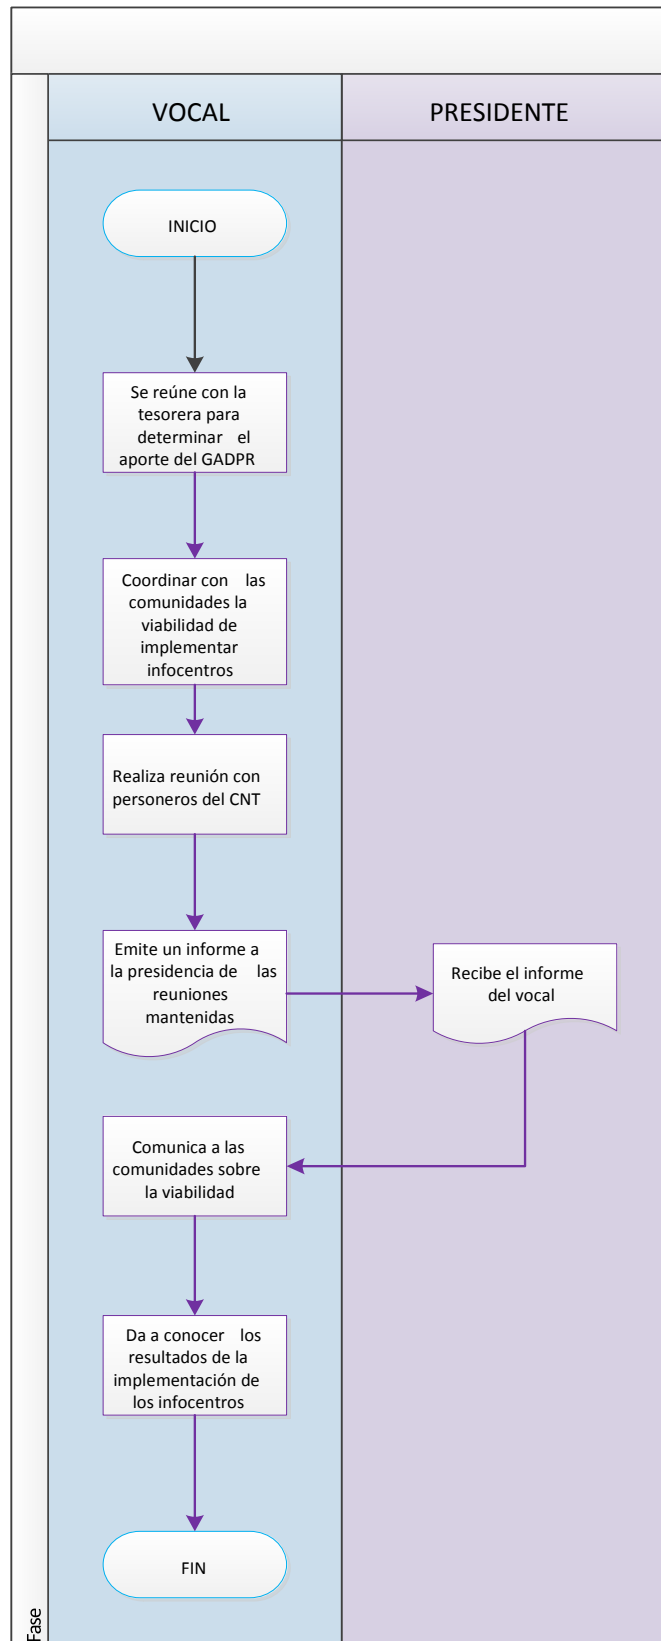 VOCAL
PRESIDENTE
INICIO
Se reúne con la
tesorera para
determinar el
aporte del GADPR
Coordinar con las
comunidades la
viabilidad de
implementar
infocentros
Realiza reunión con
personeros del CNT
Emite un informe a
la presidencia de las
reuniones
mantenidas
Recibe el informe
del vocal
Comunica a las
comunidades sobre
la viabilidad
Da a conocer los
resultados de la
implementación de
los infocentros
FIN
Fase